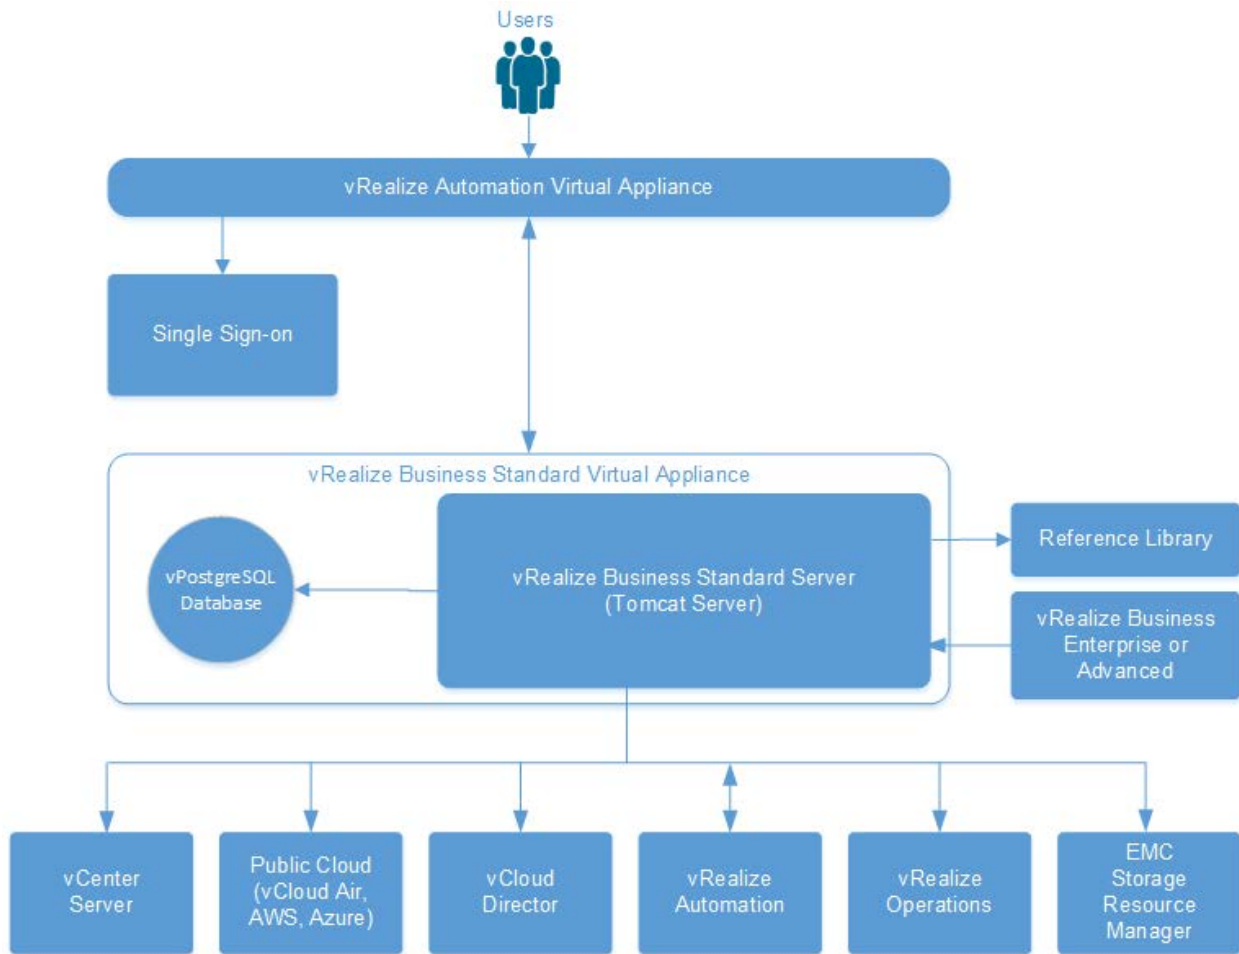 Users
vRealize Automation Virtual Appliance
Single Sign-on
vRealize Business Standard Virtual Appliance
vPostgreSQL
Database
vRealize Business Standard Server
(Tomcat Server)
Reference Library
vRealize Business
Enterprise or
Advanced
vCenter
Server
Public Cloud
(vCloud Air,
AWS, Azure)
vCloud
Director
vRealize
Automation
vRealize
Operations
EMC
Storage
Resource
Manager